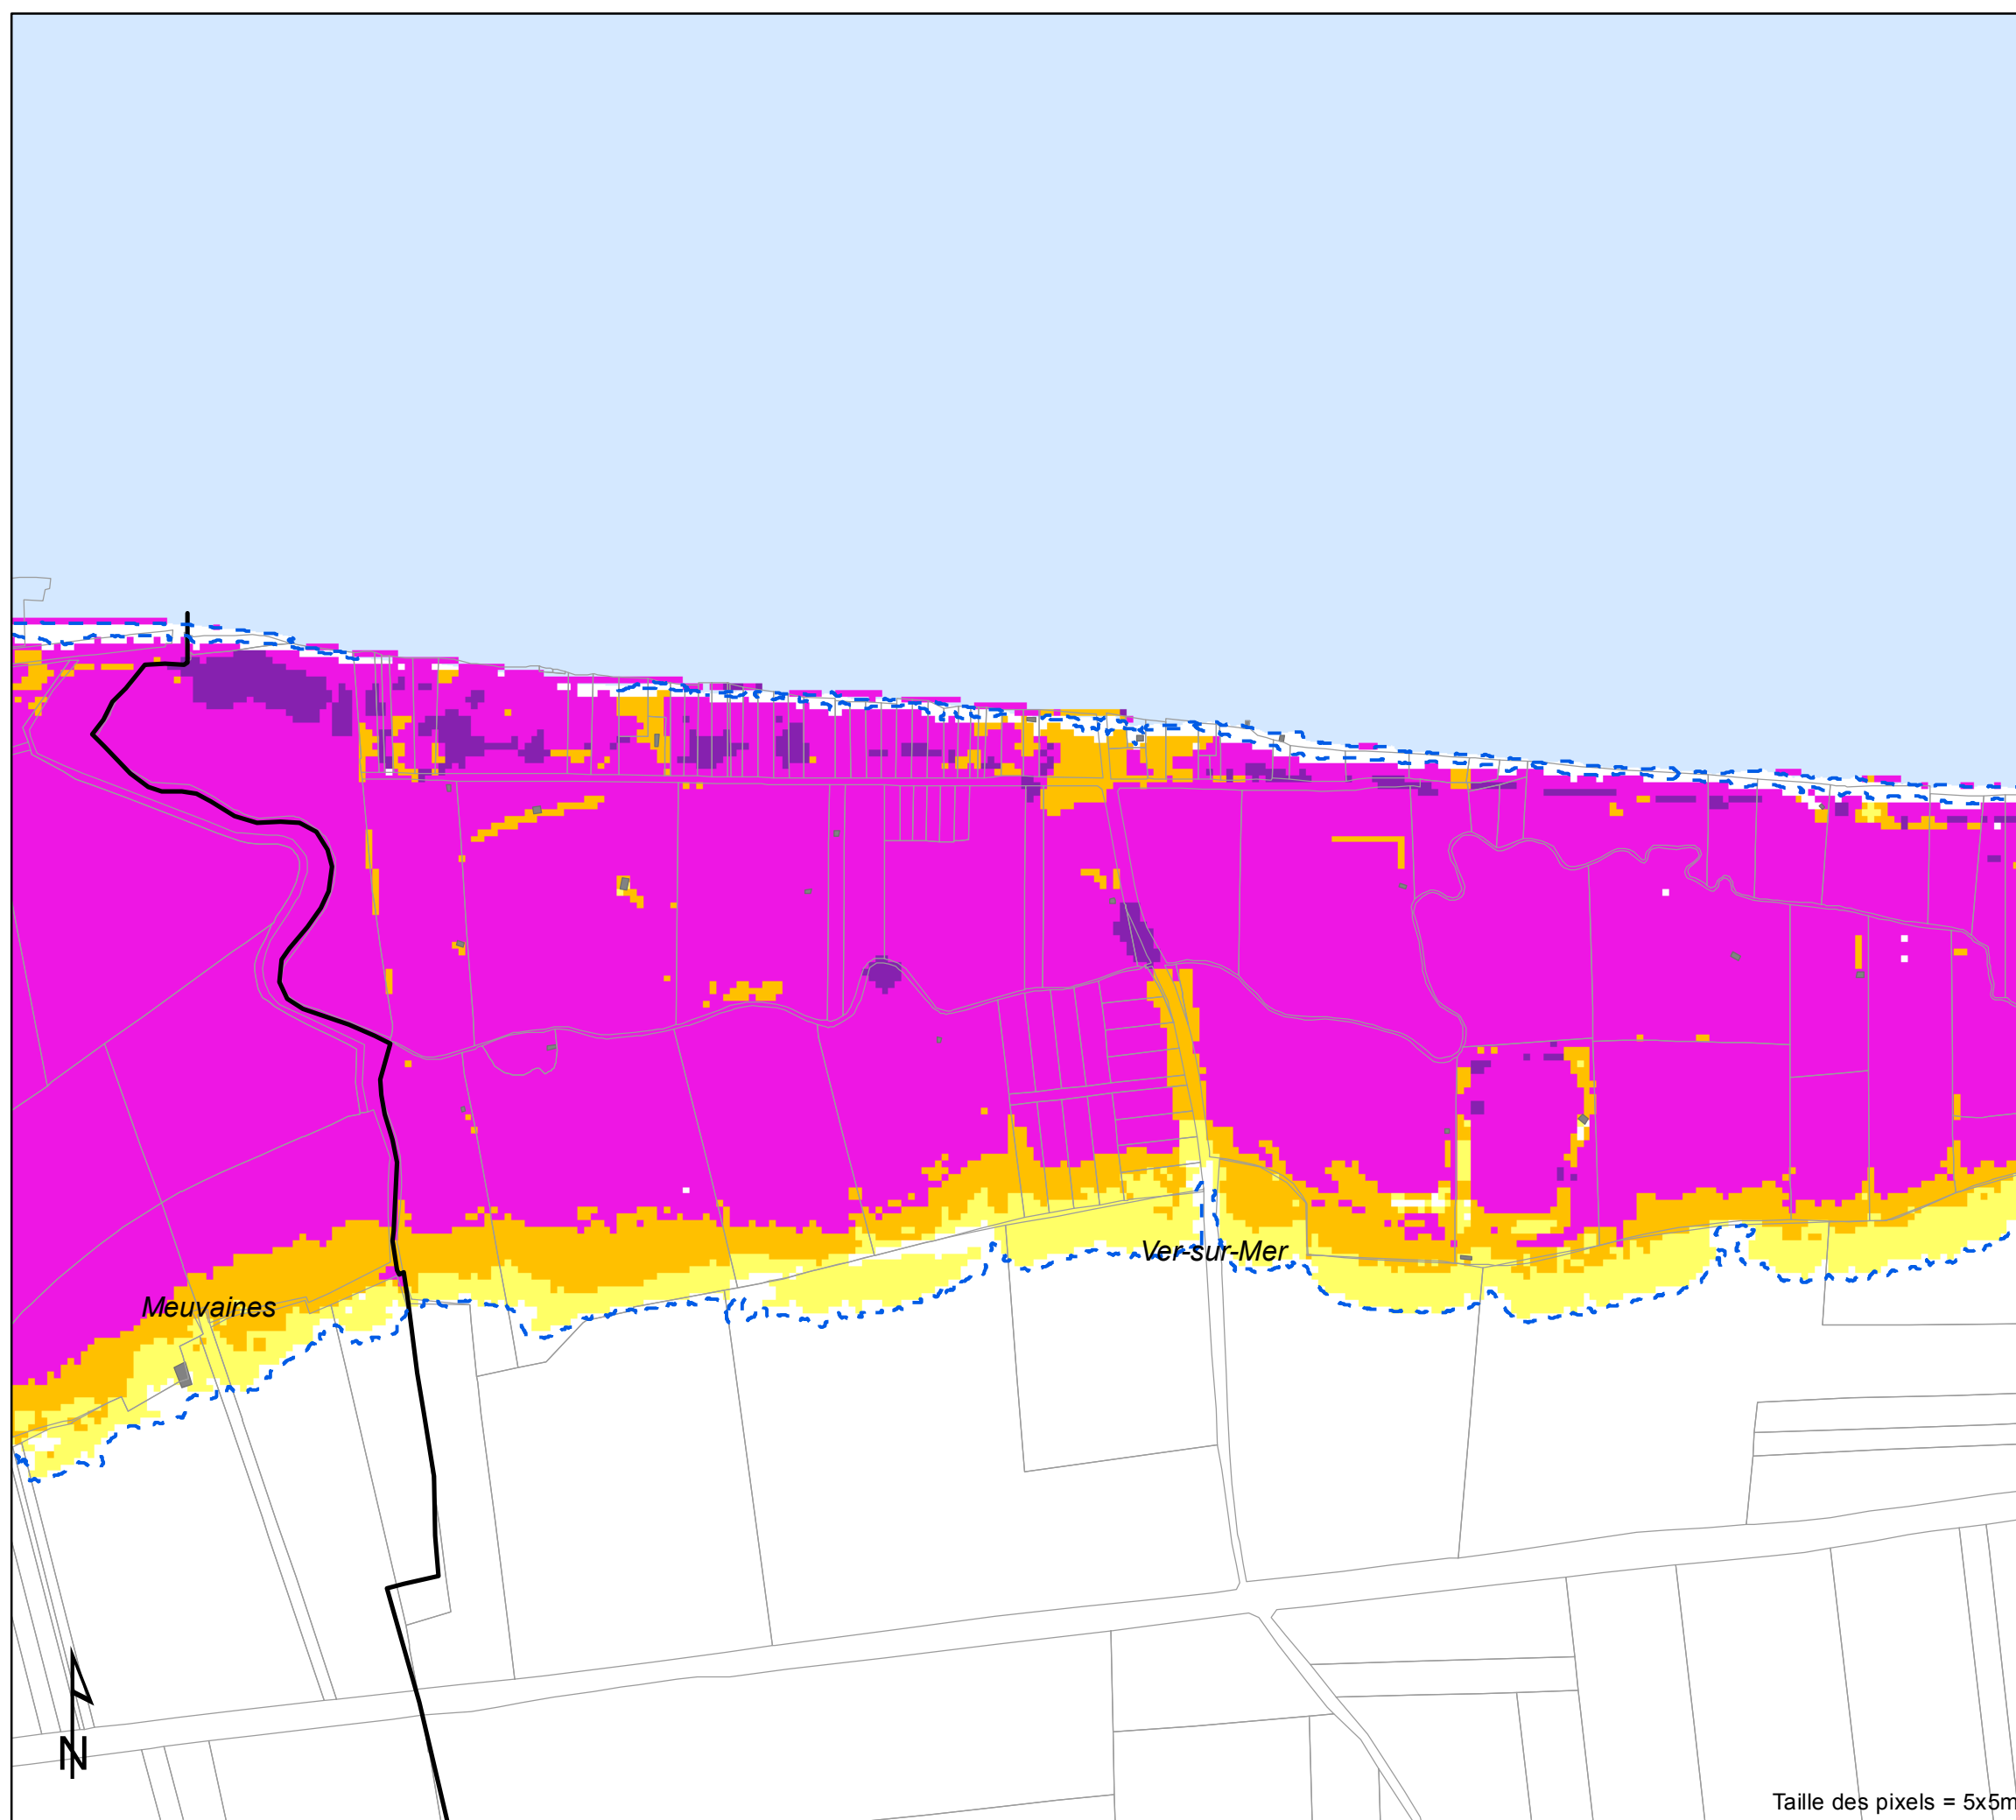 Ver-sur-Mer
Meuvaines
N
Taille des pixels = 5x5m